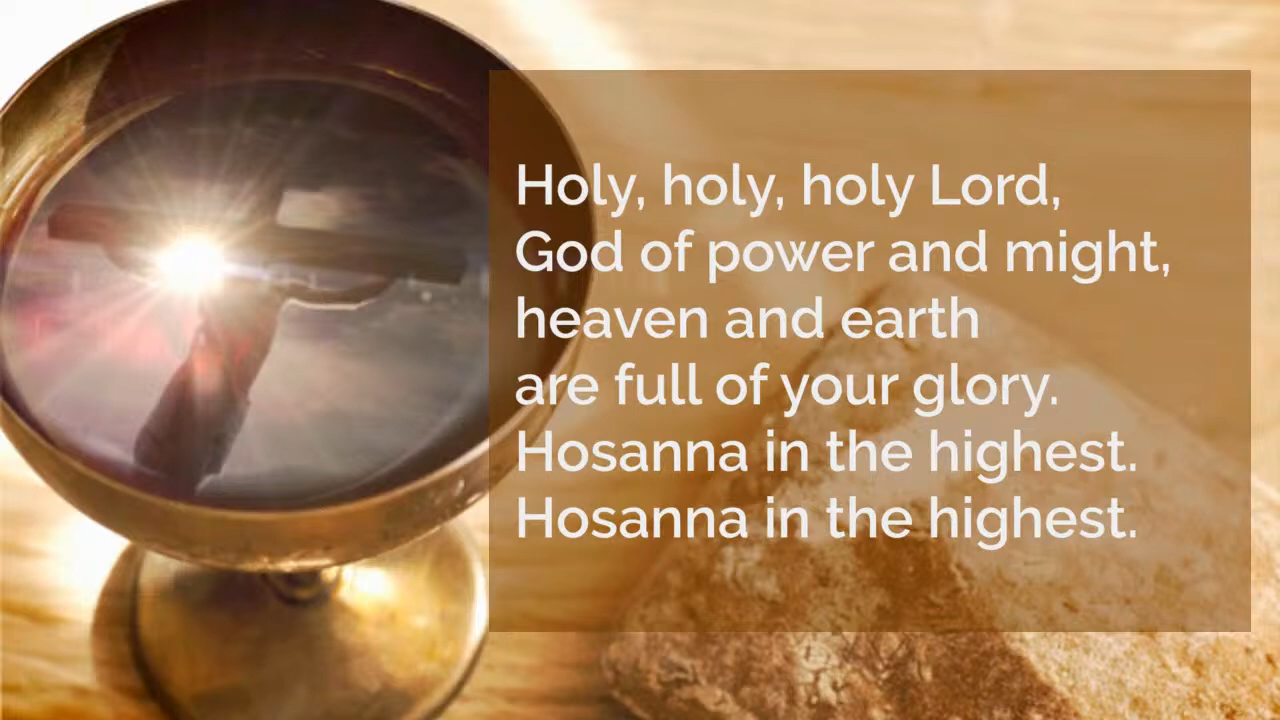 Holy, holy, holy Lord,
God of power and might,
heaven and earth
are full of your glory.
Hosanna in the highest.
Hosanna in the highest.